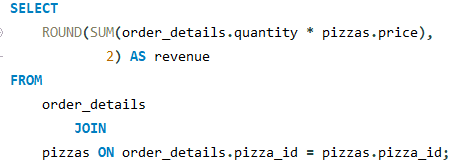 SELECT
ROUND(SUM(order_details.quantity * pizzas.price),
2) AS revenue
FROM
order_details
JOIN
pizzas ON order_details.pizza_id = pizzas.pizza_id;